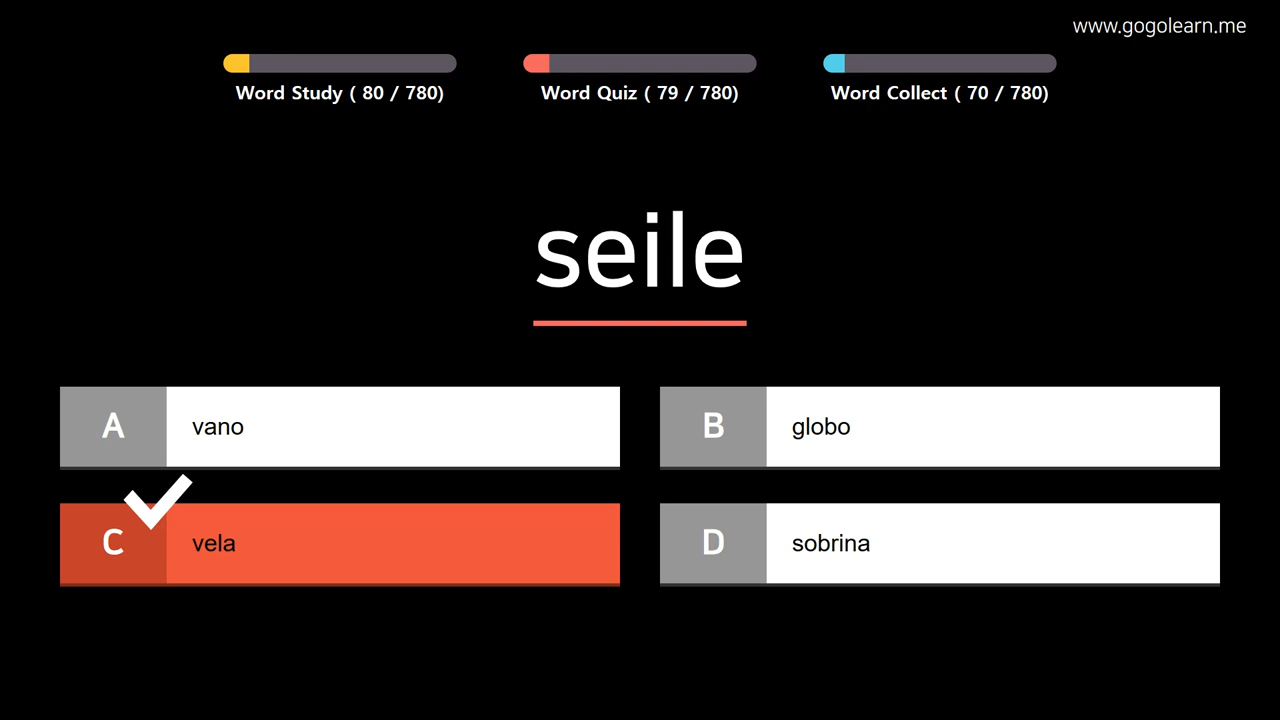 www.gogolearn.me
Word Study ( 80 / 780)
Word Quiz ( 79 / 780)
Word Collect ( 70 / 780)
seile
A vano
B globo
C vela
D sobrina